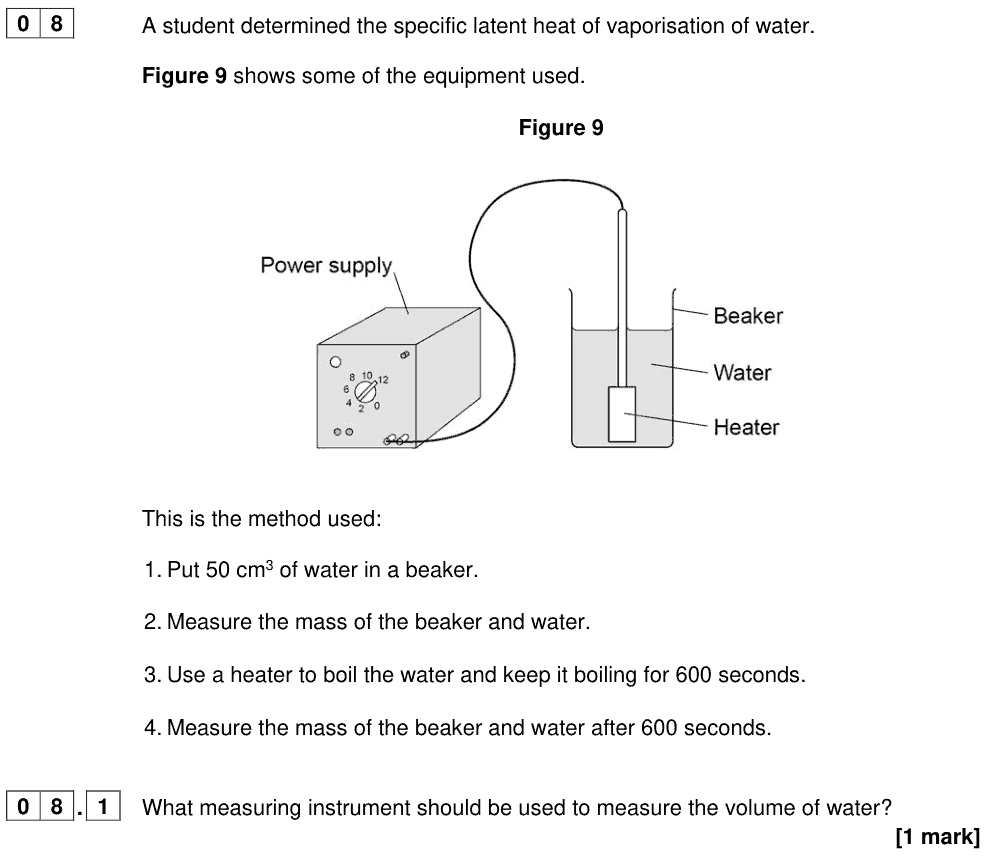 0 8 A student determined the specific latent heat of vaporisation of water.
Figure 9 shows some of the equipment used.
Figure 9
Power supply
8 10 12
6
4 2 0
Beaker
Water
Heater
This is the method used:
1. Put 50 cm³ of water in a beaker.
2. Measure the mass of the beaker and water.
3. Use a heater to boil the water and keep it boiling for 600 seconds.
4. Measure the mass of the beaker and water after 600 seconds.
0 8 . 1 What measuring instrument should be used to measure the volume of water?
[1 mark]